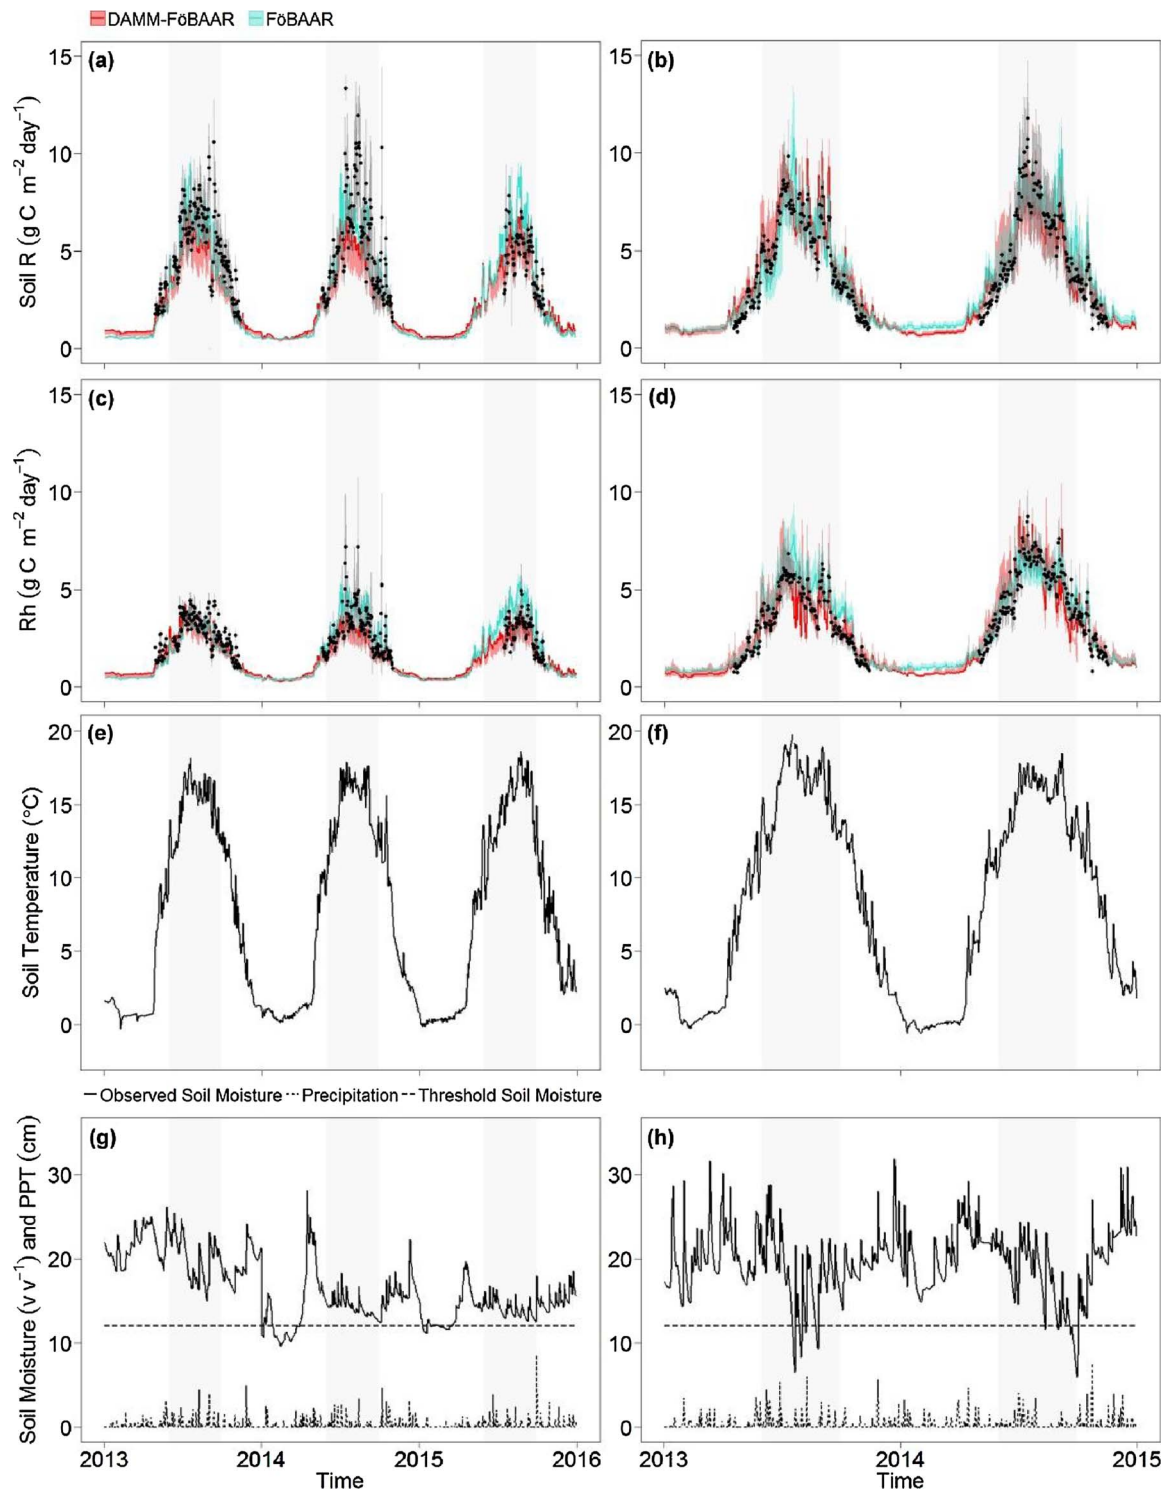 DAMM-FöBAAR FöBAAR
(a) (b)
15 15
10 10
5 5
0 0
Soil R (g C m⁻² day⁻¹)
(c) (d)
15 15
10 10
5 5
0 0
Rh (g C m⁻² day⁻¹)
(e) (f)
20 20
15 15
10 10
5 5
0 0
Soil Temperature (°C)
Observed Soil Moisture Precipitation Threshold Soil Moisture
(g) (h)
30 30
20 20
10 10
0 0
Soil Moisture (v v⁻¹) and PPT (cm)
2013 2014 2015 2016 2013 2014 2015
Time Time